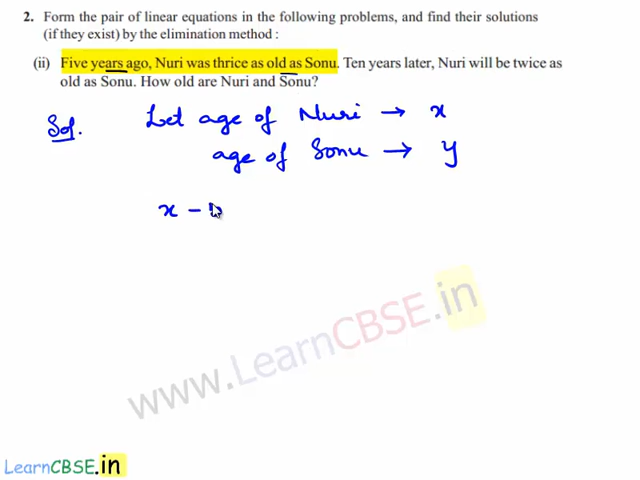 2. Form the pair of linear equations in the following problems, and find their solutions
(if they exist) by the elimination method :
(ii) Five years ago, Nuri was thrice as old as Sonu. Ten years later, Nuri will be twice as
old as Sonu. How old are Nuri and Sonu?
Sol. Let age of Nuri → x
age of Sonu → y
x –
www.LearnCBSE.in
LearnCBSE.in